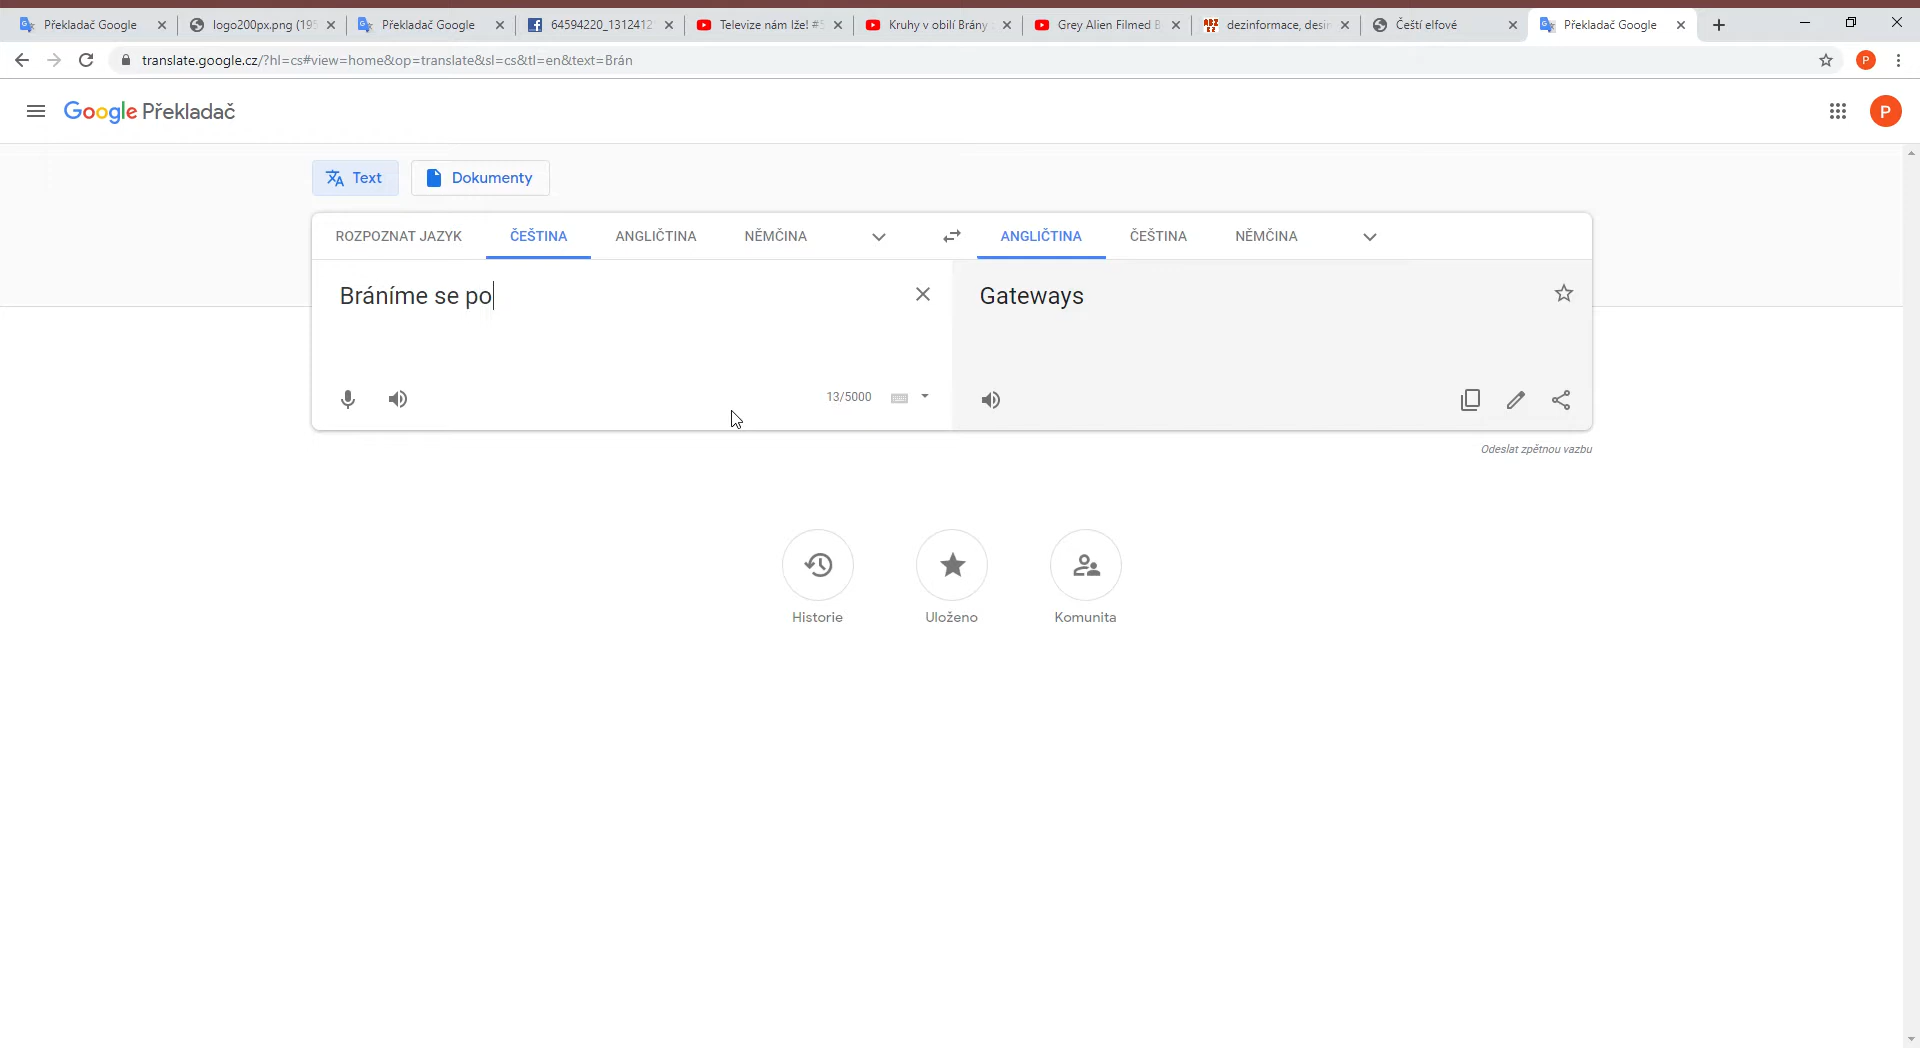 Překladač Google
logo200px.png (195
Překladač Google
64594220_1312412
Televize nám lže! #5
Kruhy v obilí Brány
Grey Alien Filmed B
dezinformace, desin
Čeští elfové
Překladač Google
translate.google.cz/?hl=cs#view=home&op=translate&sl=cs&tl=en&text=Brán
P
Google Překladač
P
Text
Dokumenty
ROZPOZNAT JAZYK
ČEŠTINA
ANGLIČTINA
NĚMČINA
ANGLIČTINA
ČEŠTINA
NĚMČINA
Bráníme se po
Gateways
13/5000
Odeslat zpětnou vazbu
Historie
Uloženo
Komunita